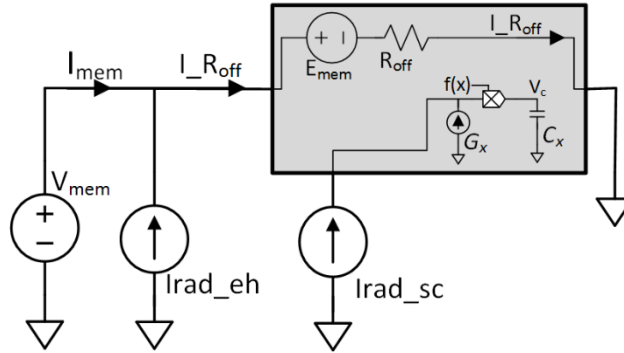 I_mem
I_R_off
E_mem
R_off
I_R_off
f(x)
V_c
G_x
C_x
V_mem
Irad_eh
Irad_sc